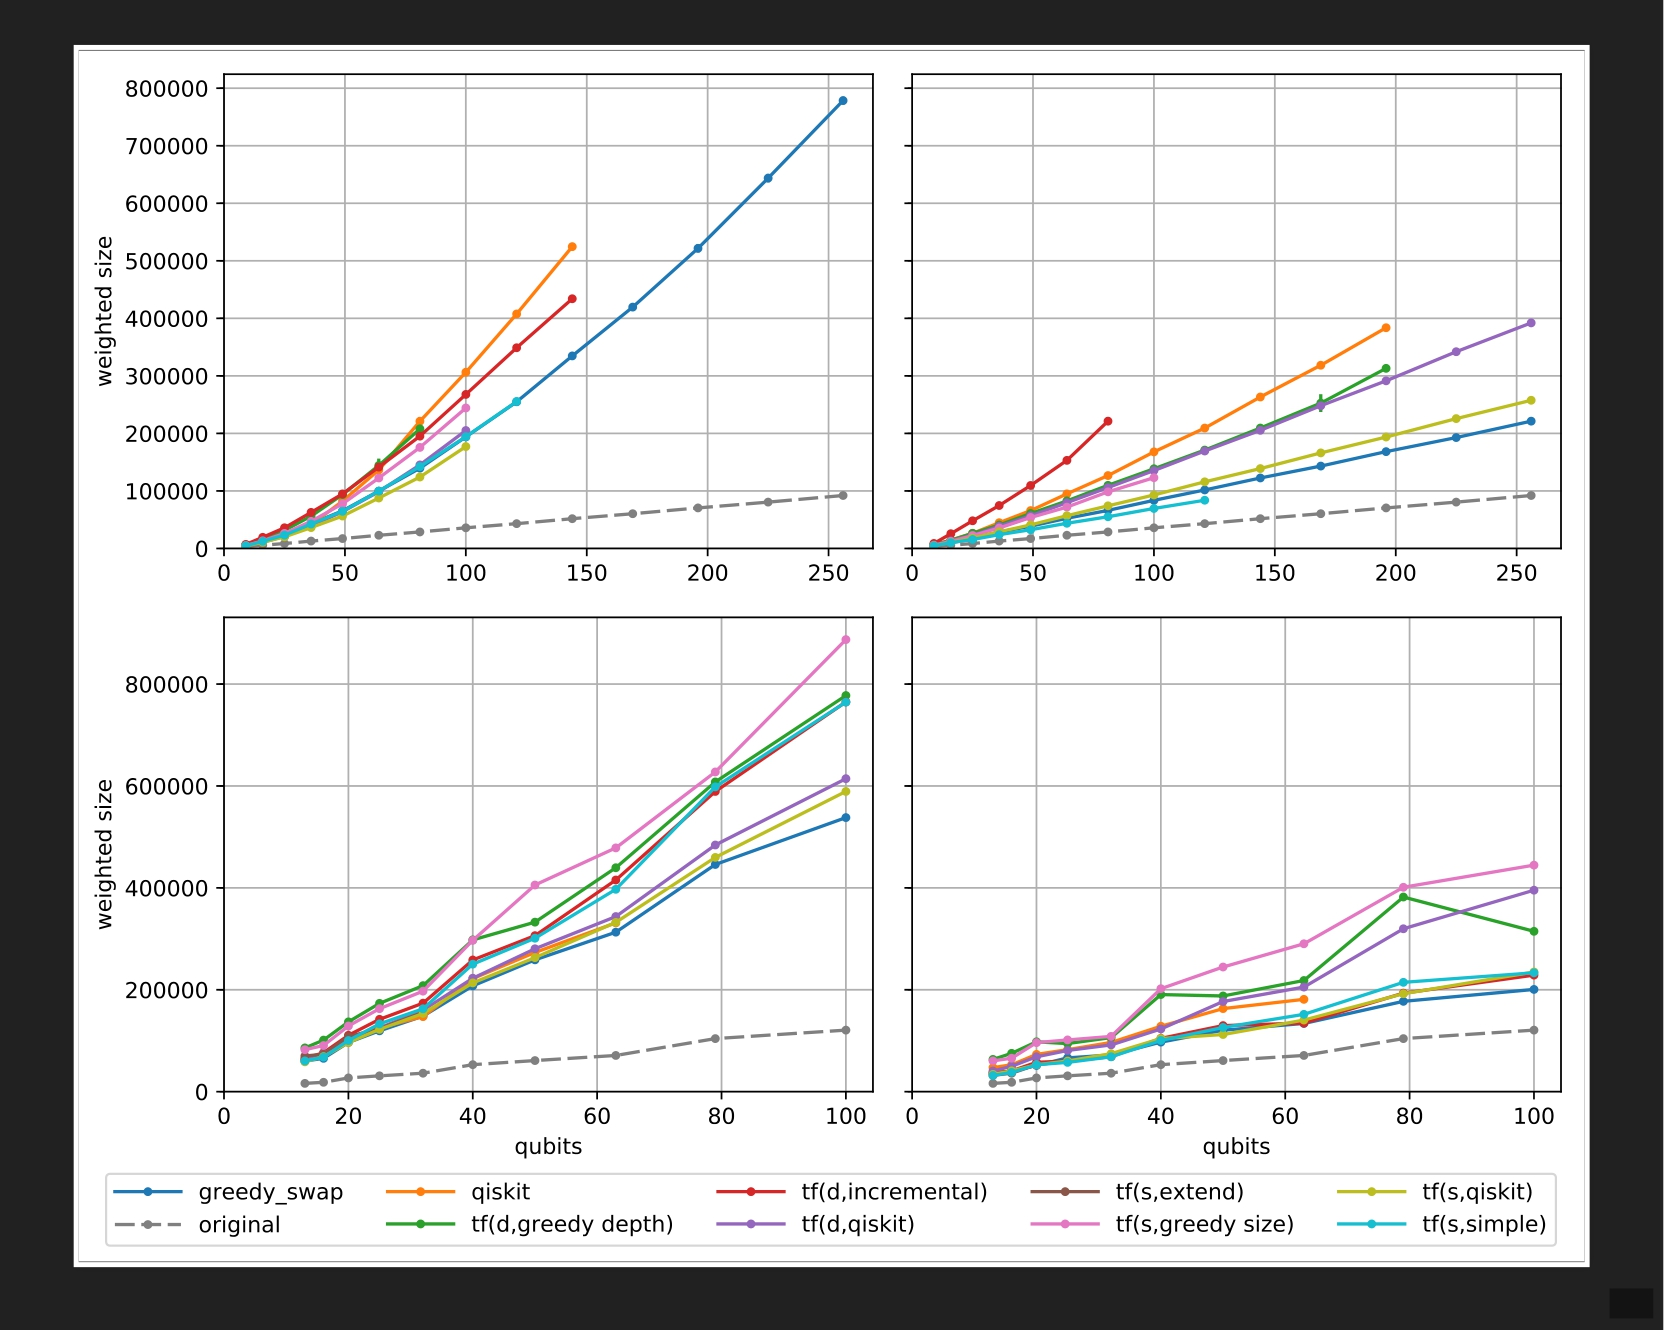 800000
700000
600000
500000
400000
300000
200000
100000
0
weighted size
0 50 100 150 200 250
0 50 100 150 200 250
800000
600000
400000
200000
0
weighted size
0 20 40 60 80 100
qubits
0 20 40 60 80 100
qubits
greedy_swap qiskit tf(d,incremental) tf(s,extend) tf(s,qiskit)
original tf(d,greedy depth) tf(d,qiskit) tf(s,greedy size) tf(s,simple)